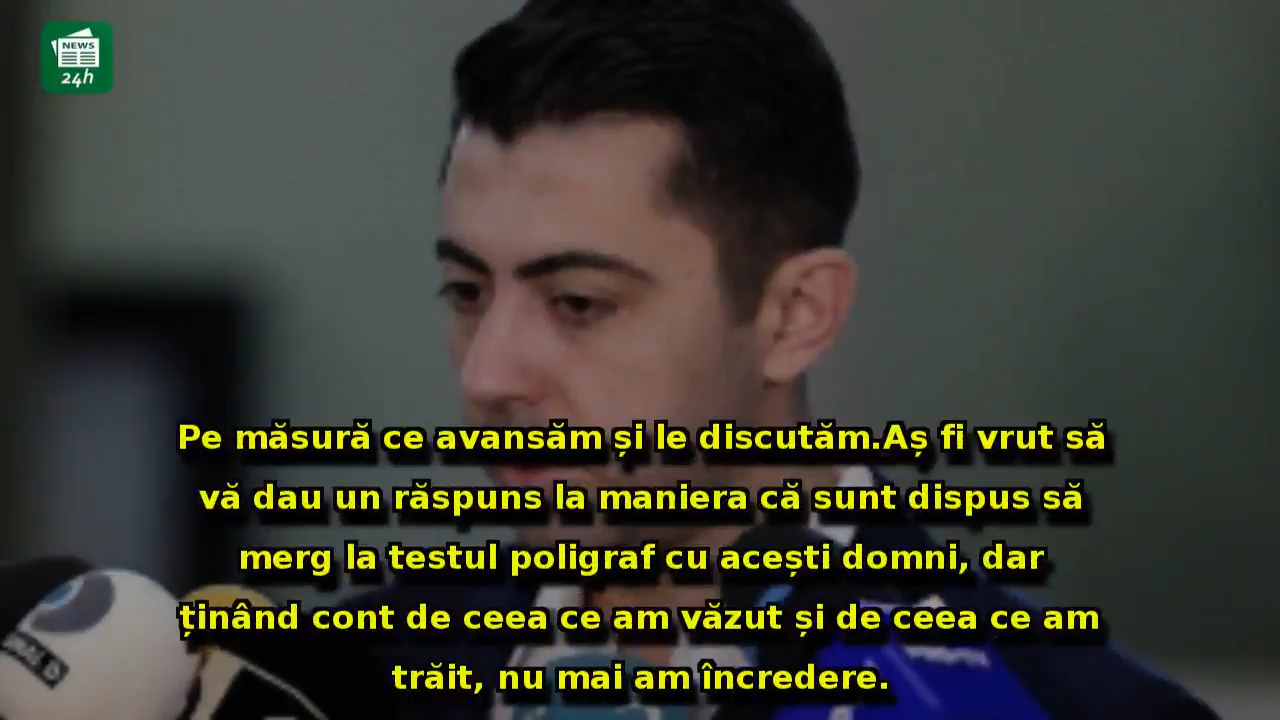 NEWS
24h
Pe măsură ce avansăm și le discutăm.Aș fi vrut să
vă dau un răspuns la maniera că sunt dispus să
merg la testul poligraf cu acești domni, dar
ținând cont de ceea ce am văzut și de ceea ce am
trăit, nu mai am încredere.